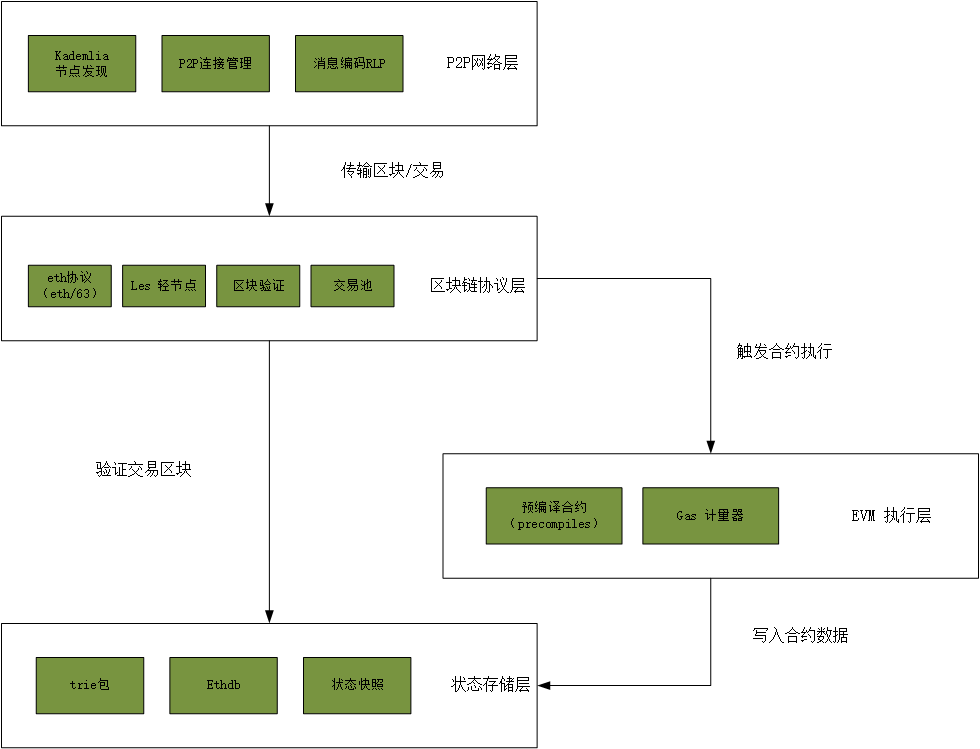 Kademlia
节点发现
P2P连接管理
消息编码RLP
P2P网络层
传输区块/交易
eth协议
（eth/63）
Les 轻节点
区块验证
交易池
区块链协议层
触发合约执行
验证交易区块
预编译合约
（precompiles）
Gas 计量器
EVM 执行层
写入合约数据
trie包
Ethdb
状态快照
状态存储层